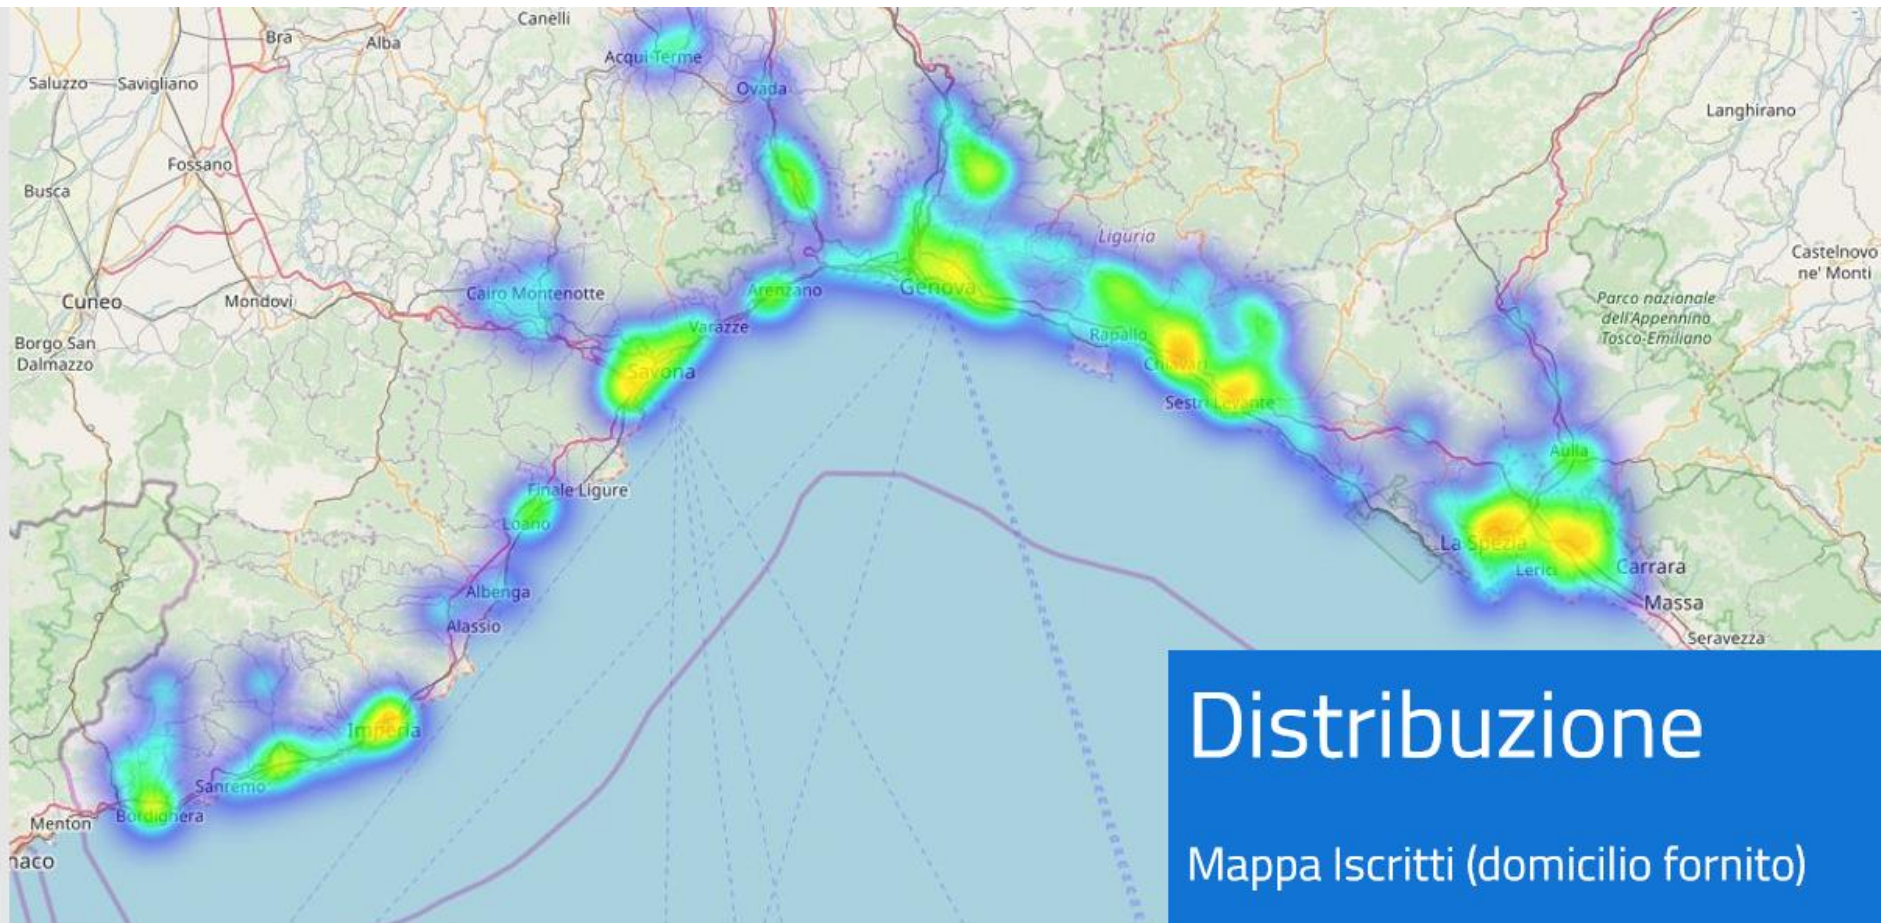 Canelli
Bra
Alba
Acqui Terme
Saluzzo
Savigliano
Ovada
Langhirano
Fossano
Busca
Liguria
Castelnovo
ne' Monti
Cairo Montenotte
Arenzano
Genova
Cuneo
Mondovì
Parco nazionale
dell'Appennino
Tosco-Emiliano
Varazze
Rapallo
Borgo San
Dalmazzo
Savona
Chiavari
Sestri Levante
Aulla
Finale Ligure
Loano
La Spezia
Lerici
Carrara
Albenga
Massa
Alassio
Seravezza
Imperia
Sanremo
Bordighera
Menton
naco
Distribuzione
Mappa Iscritti (domicilio fornito)